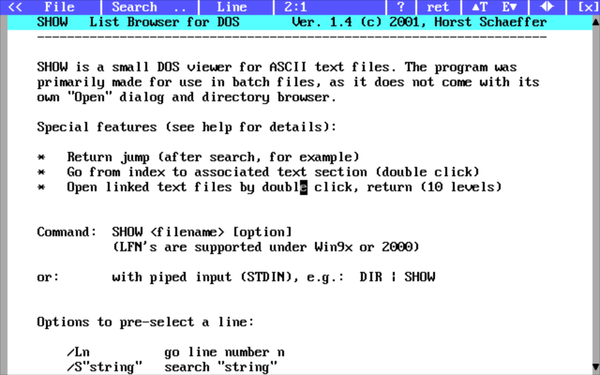 << File Search .. Line 2:1 ? ret ▲T E▼ ◄► [x]
SHOW List Browser for DOS Ver. 1.4 (c) 2001, Horst Schaeffer
--------------------------------------------------------------------
SHOW is a small DOS viewer for ASCII text files. The program was
primarily made for use in batch files, as it does not come with its
own "Open" dialog and directory browser.
Special features (see help for details):
* Return jump (after search, for example)
* Go from index to associated text section (double click)
* Open linked text files by double click, return (10 levels)
Command: SHOW <filename> [option]
(LFN's are supported under Win9x or 2000)
or: with piped input (STDIN), e.g.: DIR | SHOW
Options to pre-select a line:
/Ln go line number n
/S"string" search "string"